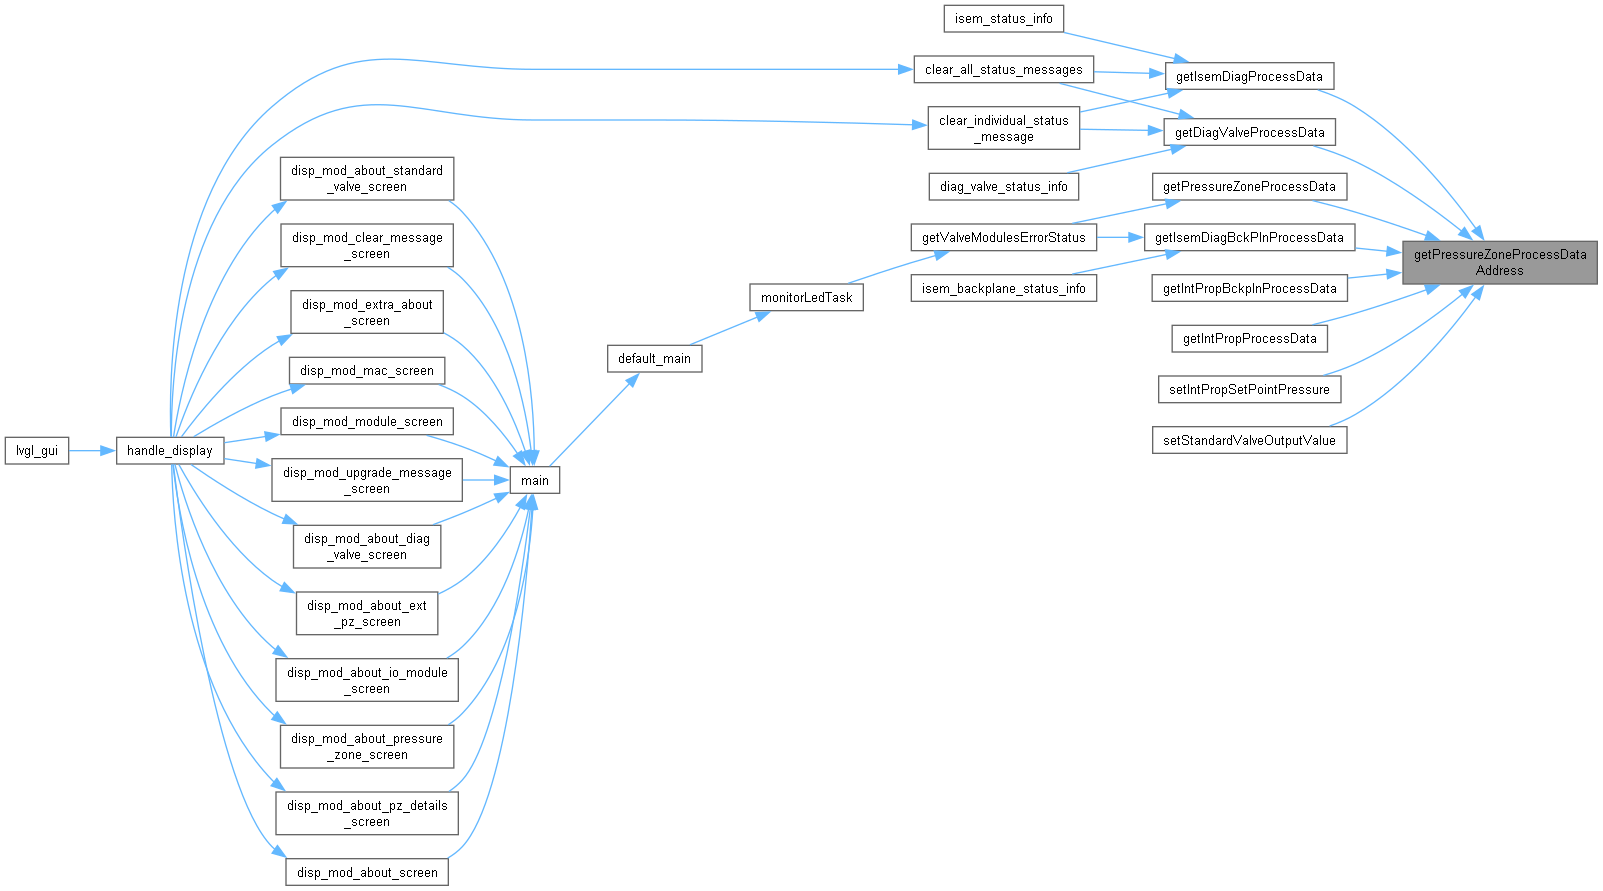 isem_status_info
clear_all_status_messages
getIsemDiagProcessData
clear_individual_status
_message
getDiagValveProcessData
disp_mod_about_standard
_valve_screen
diag_valve_status_info
getPressureZoneProcessData
disp_mod_clear_message
_screen
getValveModulesErrorStatus
getIsemDiagBckPlnProcessData
getPressureZoneProcessData
Address
disp_mod_extra_about
_screen
monitorLedTask
isem_backplane_status_info
getIntPropBckplnProcessData
getIntPropProcessData
default_main
disp_mod_mac_screen
setIntPropSetPointPressure
disp_mod_module_screen
setStandardValveOutputValue
lvgl_gui
handle_display
disp_mod_upgrade_message
_screen
main
disp_mod_about_diag
_valve_screen
disp_mod_about_ext
_pz_screen
disp_mod_about_io_module
_screen
disp_mod_about_pressure
_zone_screen
disp_mod_about_pz_details
_screen
disp_mod_about_screen